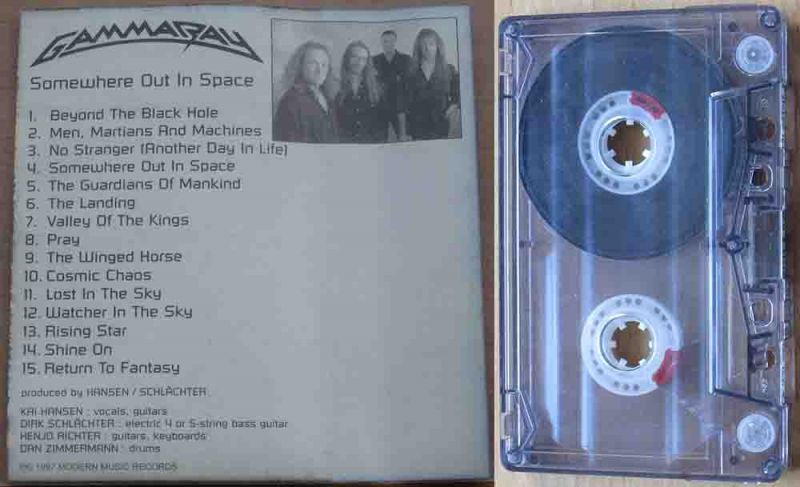 GAMMARAY
Somewhere Out In Space
1. Beyond The Black Hole
2. Men, Martians And Machines
3. No Stranger (Another Day In Life)
4. Somewhere Out In Space
5. The Guardians Of Mankind
6. The Landing
7. Valley Of The Kings
8. Pray
9. The Winged Horse
10. Cosmic Chaos
11. Lost In The Sky
12. Watcher In The Sky
13. Rising Star
14. Shine On
15. Return To Fantasy
produced by HANSEN / SCHLÄCHTER
KAI HANSEN : vocals, guitars
DIRK SCHLÄCHTER : electric 4 or 5-string bass guitar
HENJO RICHTER : guitars, keyboards
DAN ZIMMERMANN : drums
1997 MODERN MUSIC RECORDS